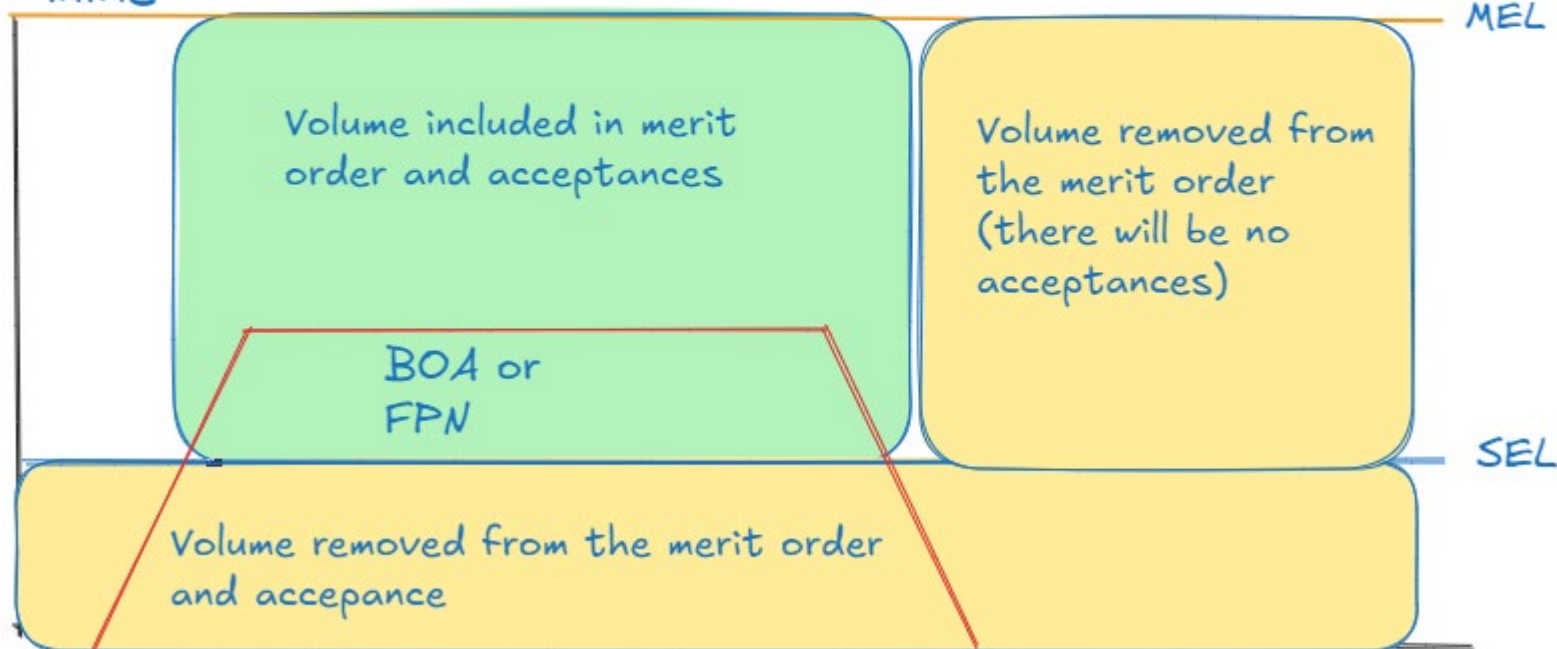 MEL
Volume included in merit
order and acceptances
Volume removed from
the merit order
(there will be no
acceptances)
BOA or
FPN
SEL
Volume removed from the merit order
and accepance